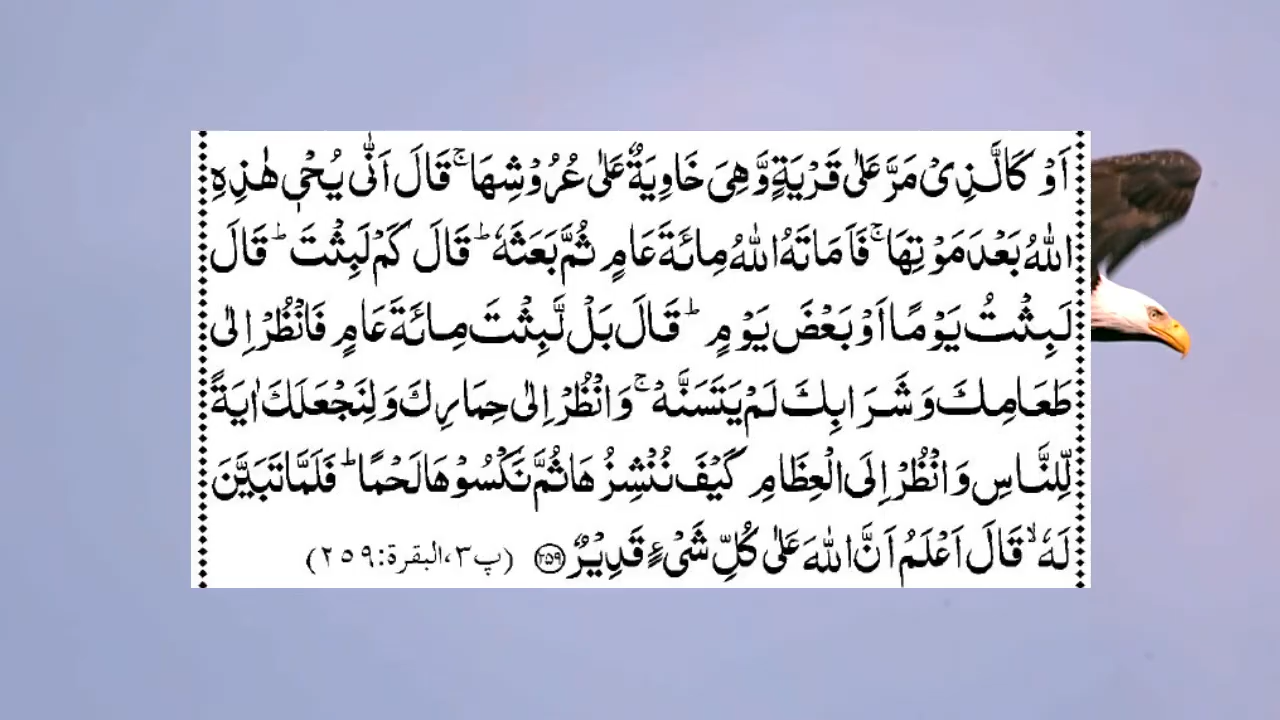 اَوْ كَالَّذِیْ مَرَّ عَلٰی قَرْیَةٍ وَّ هِیَ خَاوِیَةٌ عَلٰی عُرُوْشِهَاۚ قَالَ اَنّٰی یُحْیٖ هٰذِهِ
اللّٰهُ بَعْدَ مَوْتِهَاۚ فَاَمَاتَهُ اللّٰهُ مِائَةَ عَامٍ ثُمَّ بَعَثَهٗؕ قَالَ كَمْ لَبِثْتَؕ قَالَ
لَبِثْتُ یَوْمًا اَوْ بَعْضَ یَوْمٍؕ قَالَ بَلْ لَّبِثْتَ مِائَةَ عَامٍ فَانْظُرْ اِلٰی
طَعَامِكَ وَ شَرَابِكَ لَمْ یَتَسَنَّهْۚ وَ انْظُرْ اِلٰی حِمَارِكَ وَ لِنَجْعَلَكَ اٰیَةً
لِّلنَّاسِ وَ انْظُرْ اِلَی الْعِظَامِ كَیْفَ نُنْشِزُهَا ثُمَّ نَكْسُوْهَا لَحْمًاؕ فَلَمَّا تَبَیَّنَ
لَهٗۙ قَالَ اَعْلَمُ اَنَّ اللّٰهَ عَلٰی كُلِّ شَیْءٍ قَدِیْرٌ ﴿۲۵۹﴾ (پ۳،البقرة:۲۵۹)